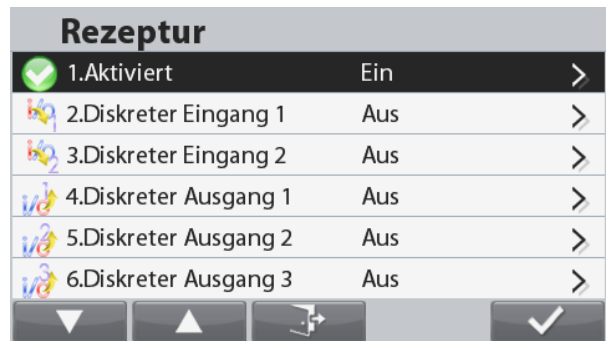 Rezeptur
1.Aktiviert Ein
2.Diskreter Eingang 1 Aus
3.Diskreter Eingang 2 Aus
4.Diskreter Ausgang 1 Aus
5.Diskreter Ausgang 2 Aus
6.Diskreter Ausgang 3 Aus